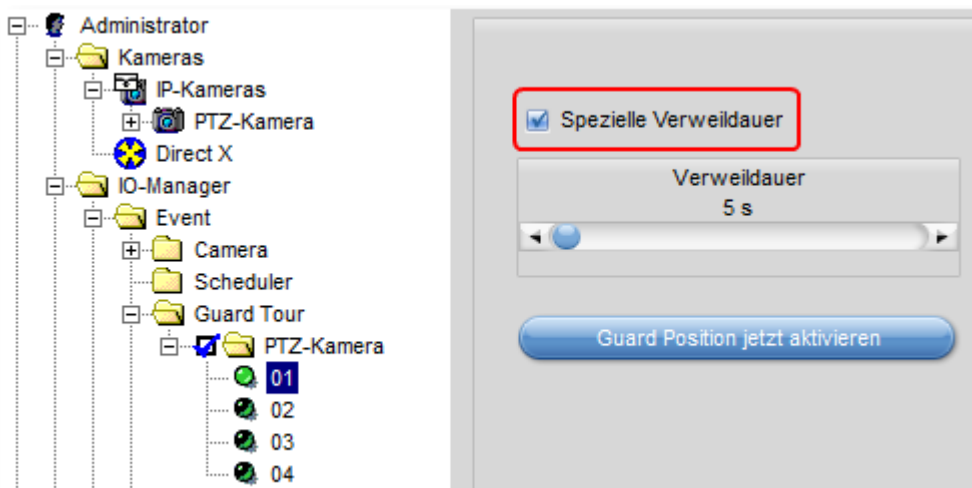 Administrator
Kameras
IP-Kameras
PTZ-Kamera
Direct X
IO-Manager
Event
Camera
Scheduler
Guard Tour
PTZ-Kamera
01
02
03
04
Spezielle Verweildauer
Verweildauer
5 s
Guard Position jetzt aktivieren